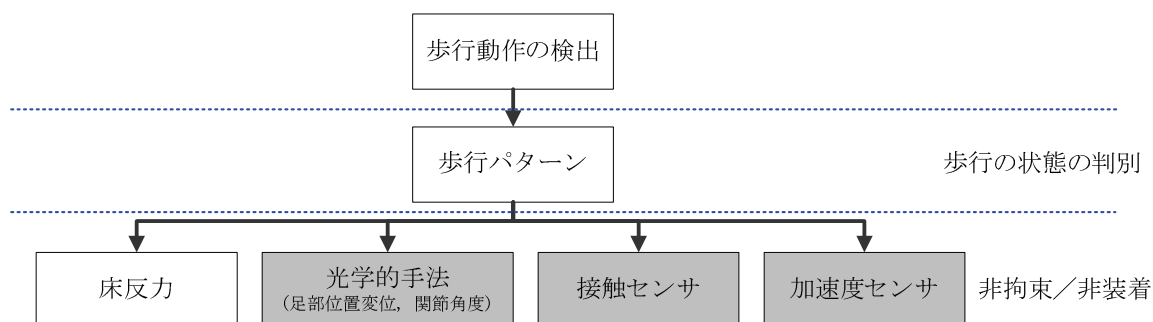 歩行動作の検出
歩行パターン
歩行の状態の判別
床反力
光学的手法
（足部位置変位，関節角度）
接触センサ
加速度センサ
非拘束／非装着